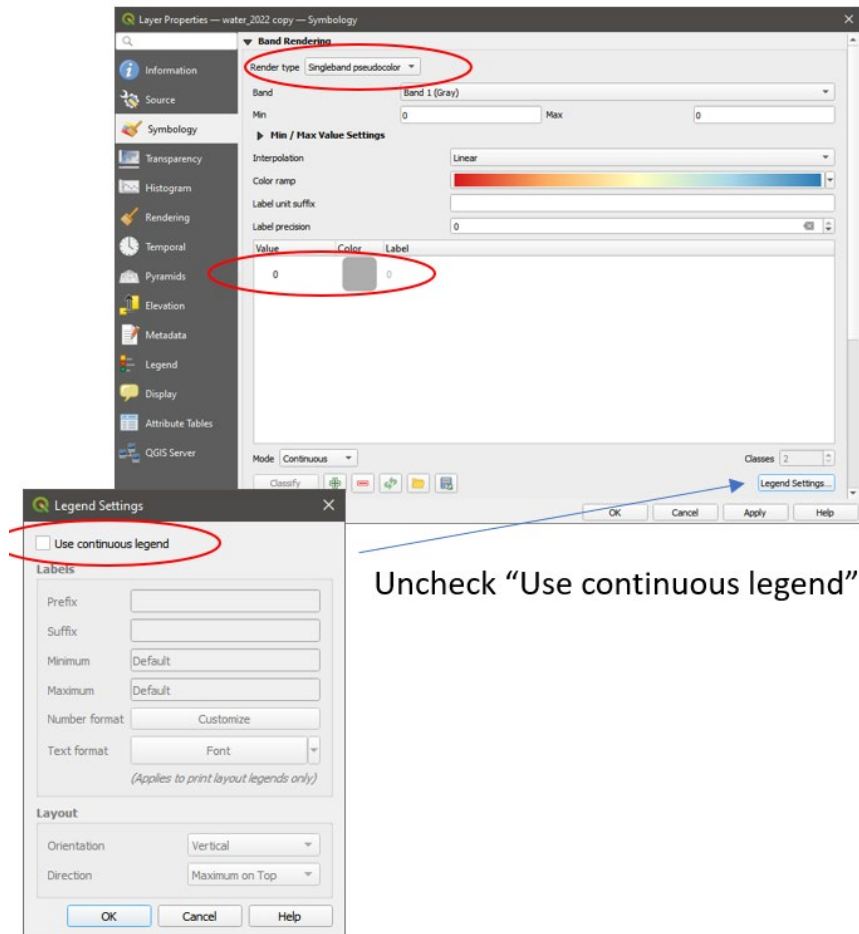 Layer Properties — water_2022 copy — Symbology
Information
Source
Symbology
Transparency
Histogram
Rendering
Temporal
Pyramids
Elevation
Metadata
Legend
Display
Attribute Tables
QGIS Server
Band Rendering
Render type Singleband pseudocolor
Band Band 1 (Gray)
Min 0 Max 0
Min / Max Value Settings
Interpolation Linear
Color ramp
Label unit suffix
Label precision 0
Value Color Label
0 0
Mode Continuous Classes 2
Classify Legend Settings...
OK Cancel Apply Help
Legend Settings
Use continuous legend
Labels
Prefix
Suffix
Minimum Default
Maximum Default
Number format Customize
Text format Font
(Applies to print layout legends only)
Layout
Orientation Vertical
Direction Maximum on Top
OK Cancel Help
Uncheck “Use continuous legend”